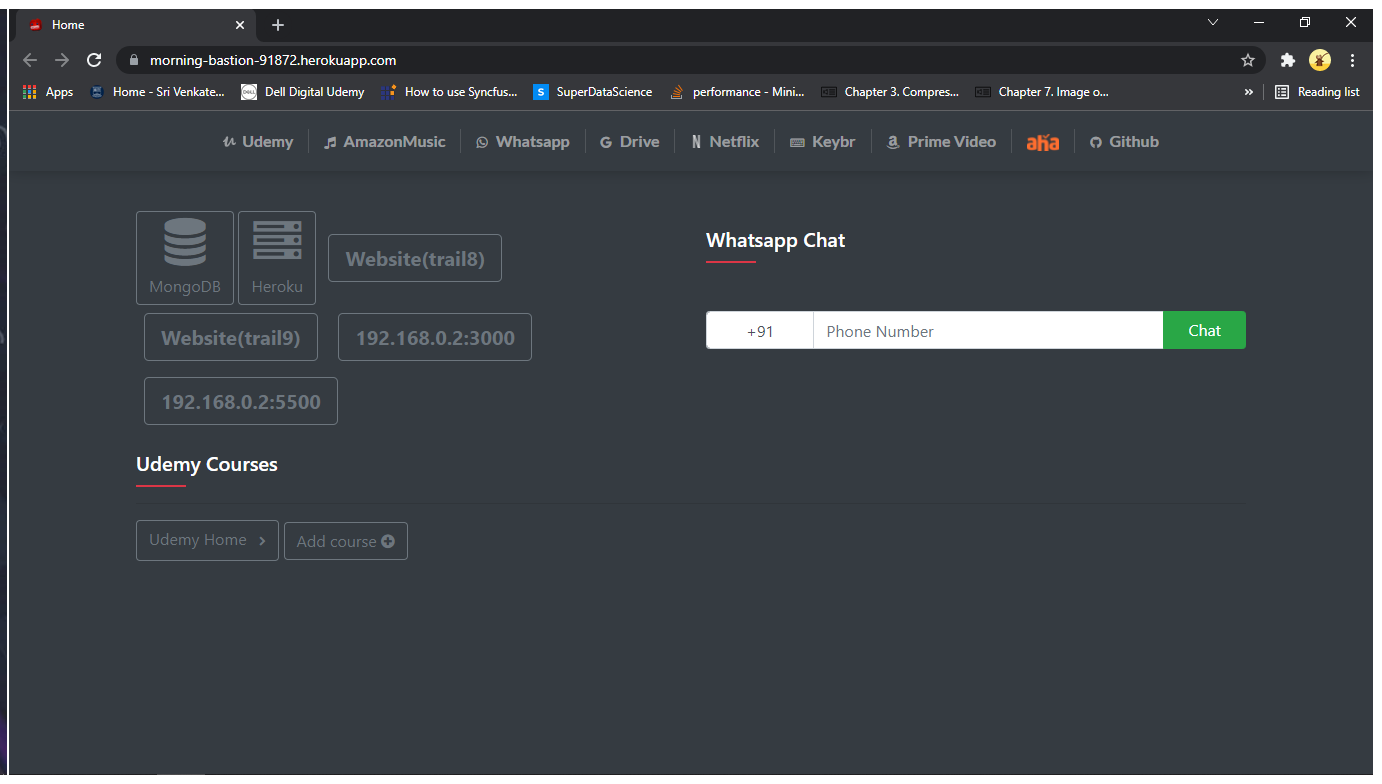 Home
morning-bastion-91872.herokuapp.com
Apps Home - Sri Venkate... Dell Digital Udemy How to use Syncfus... S SuperDataScience performance - Mini... Chapter 3. Compres... Chapter 7. Image o... » Reading list
Udemy AmazonMusic Whatsapp G Drive N Netflix Keybr a Prime Video aha Github
MongoDB Heroku Website(trail8)
Website(trail9) 192.168.0.2:3000
192.168.0.2:5500
Whatsapp Chat
+91 Phone Number Chat
Udemy Courses
Udemy Home Add course